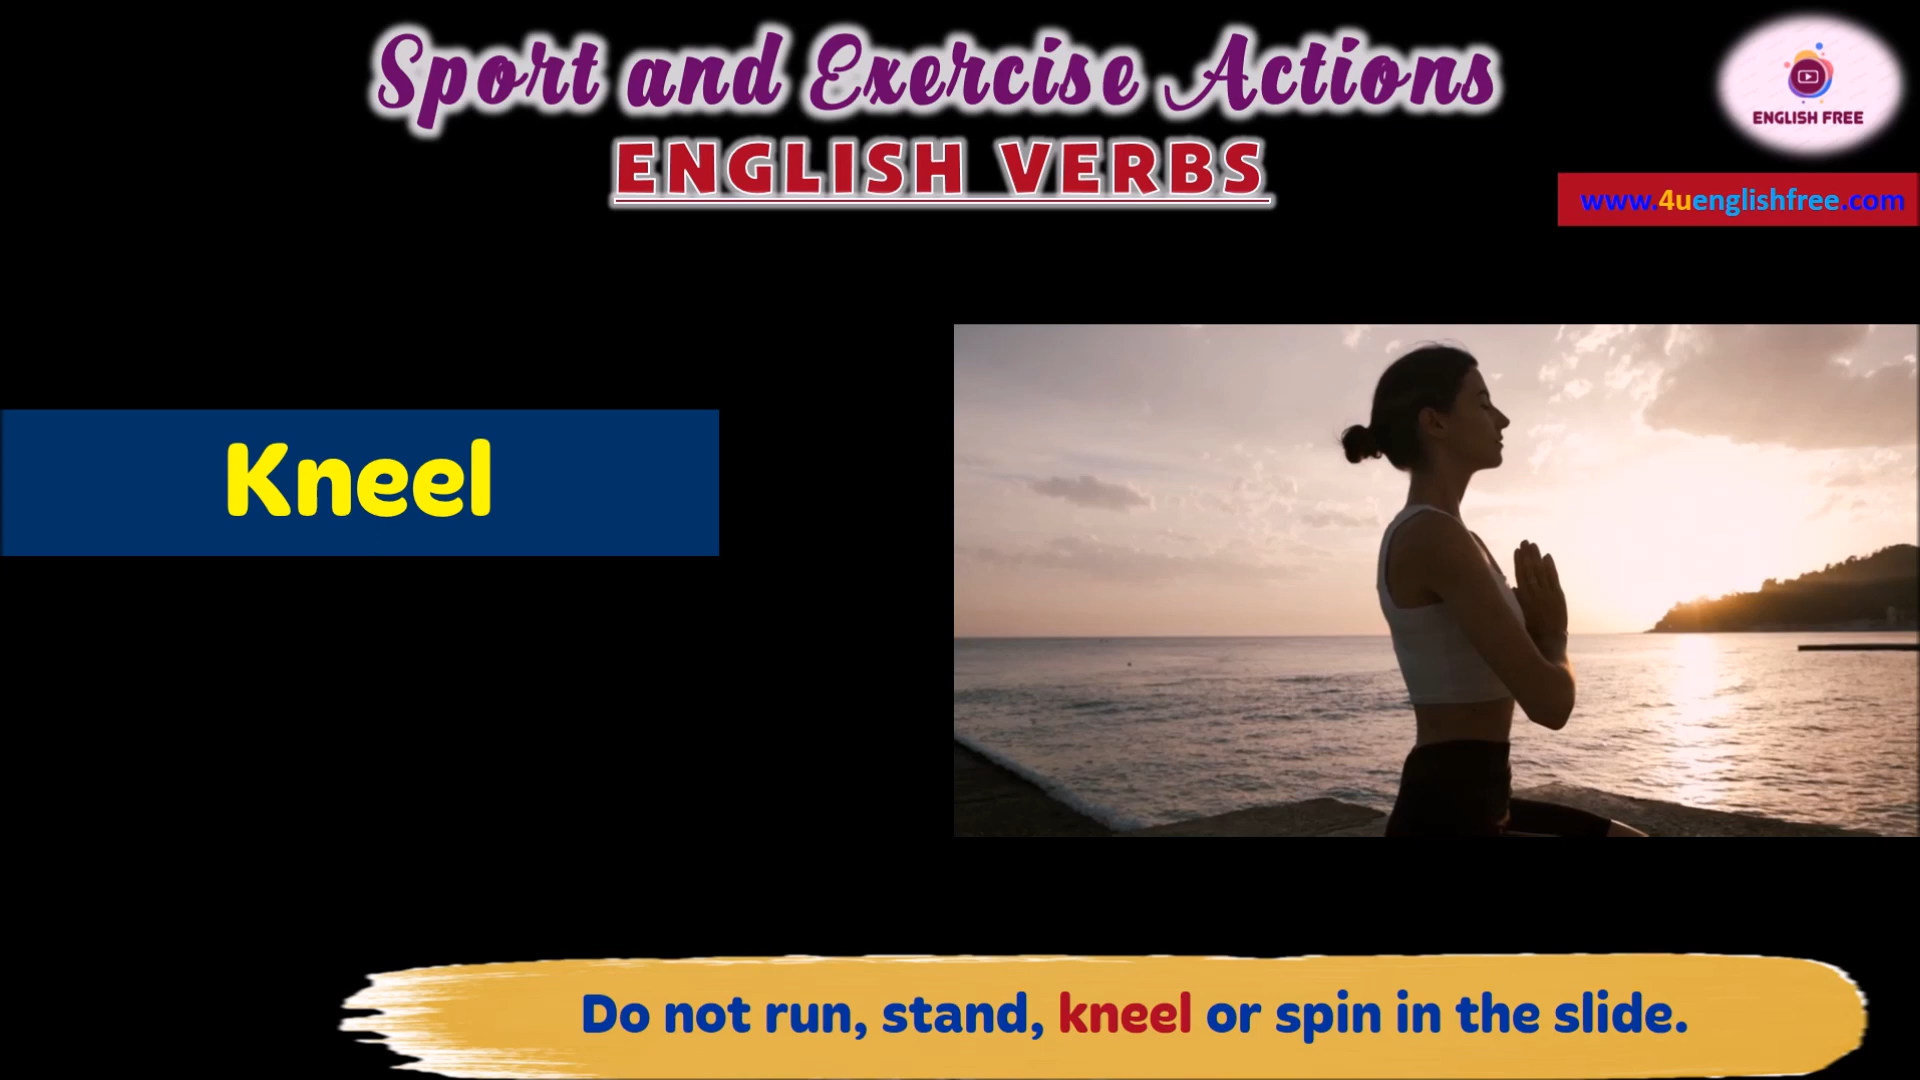 Sport and Exercise Actions
ENGLISH VERBS
ENGLISH FREE
www.4uenglishfree.com
Kneel
Do not run, stand, kneel or spin in the slide.